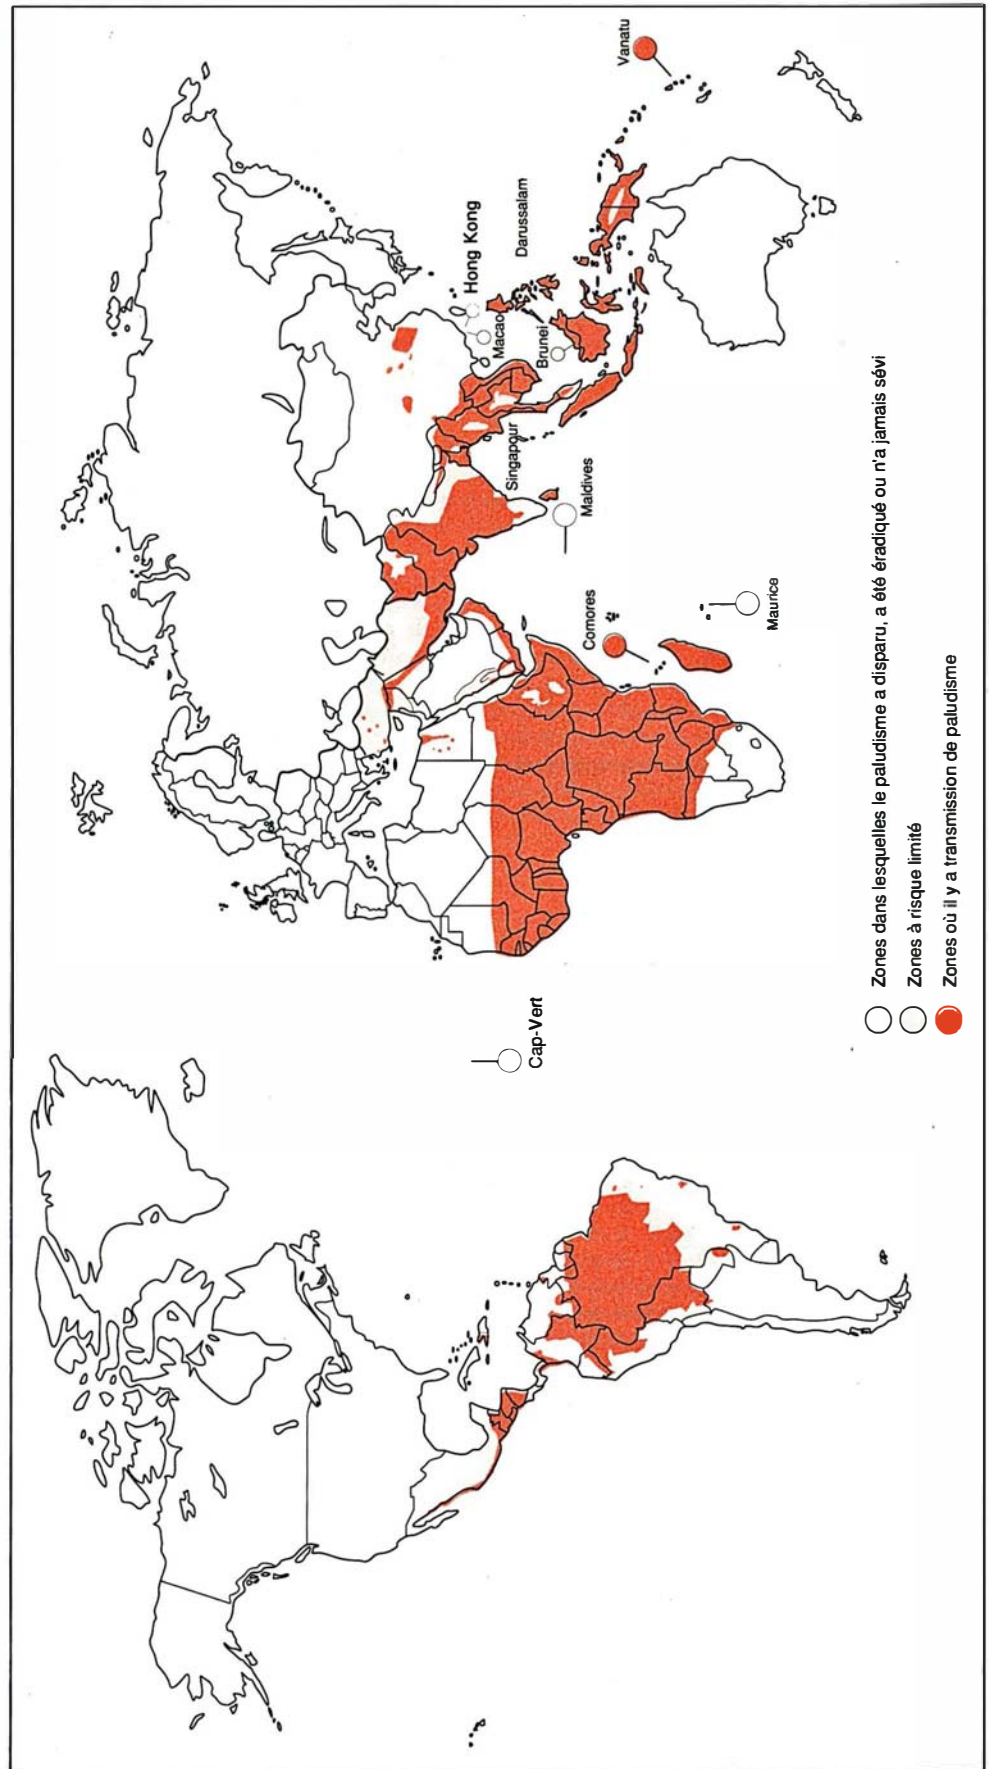 Vanatu
Hong Kong
Darussalam
Macao
Brunei
Singapour
Maldives
Comores
Maurice
Cap-Vert
Zones dans lesquelles le paludisme a disparu, a été éradiqué ou n'a jamais sévi
Zones à risque limité
Zones où il y a transmission de paludisme